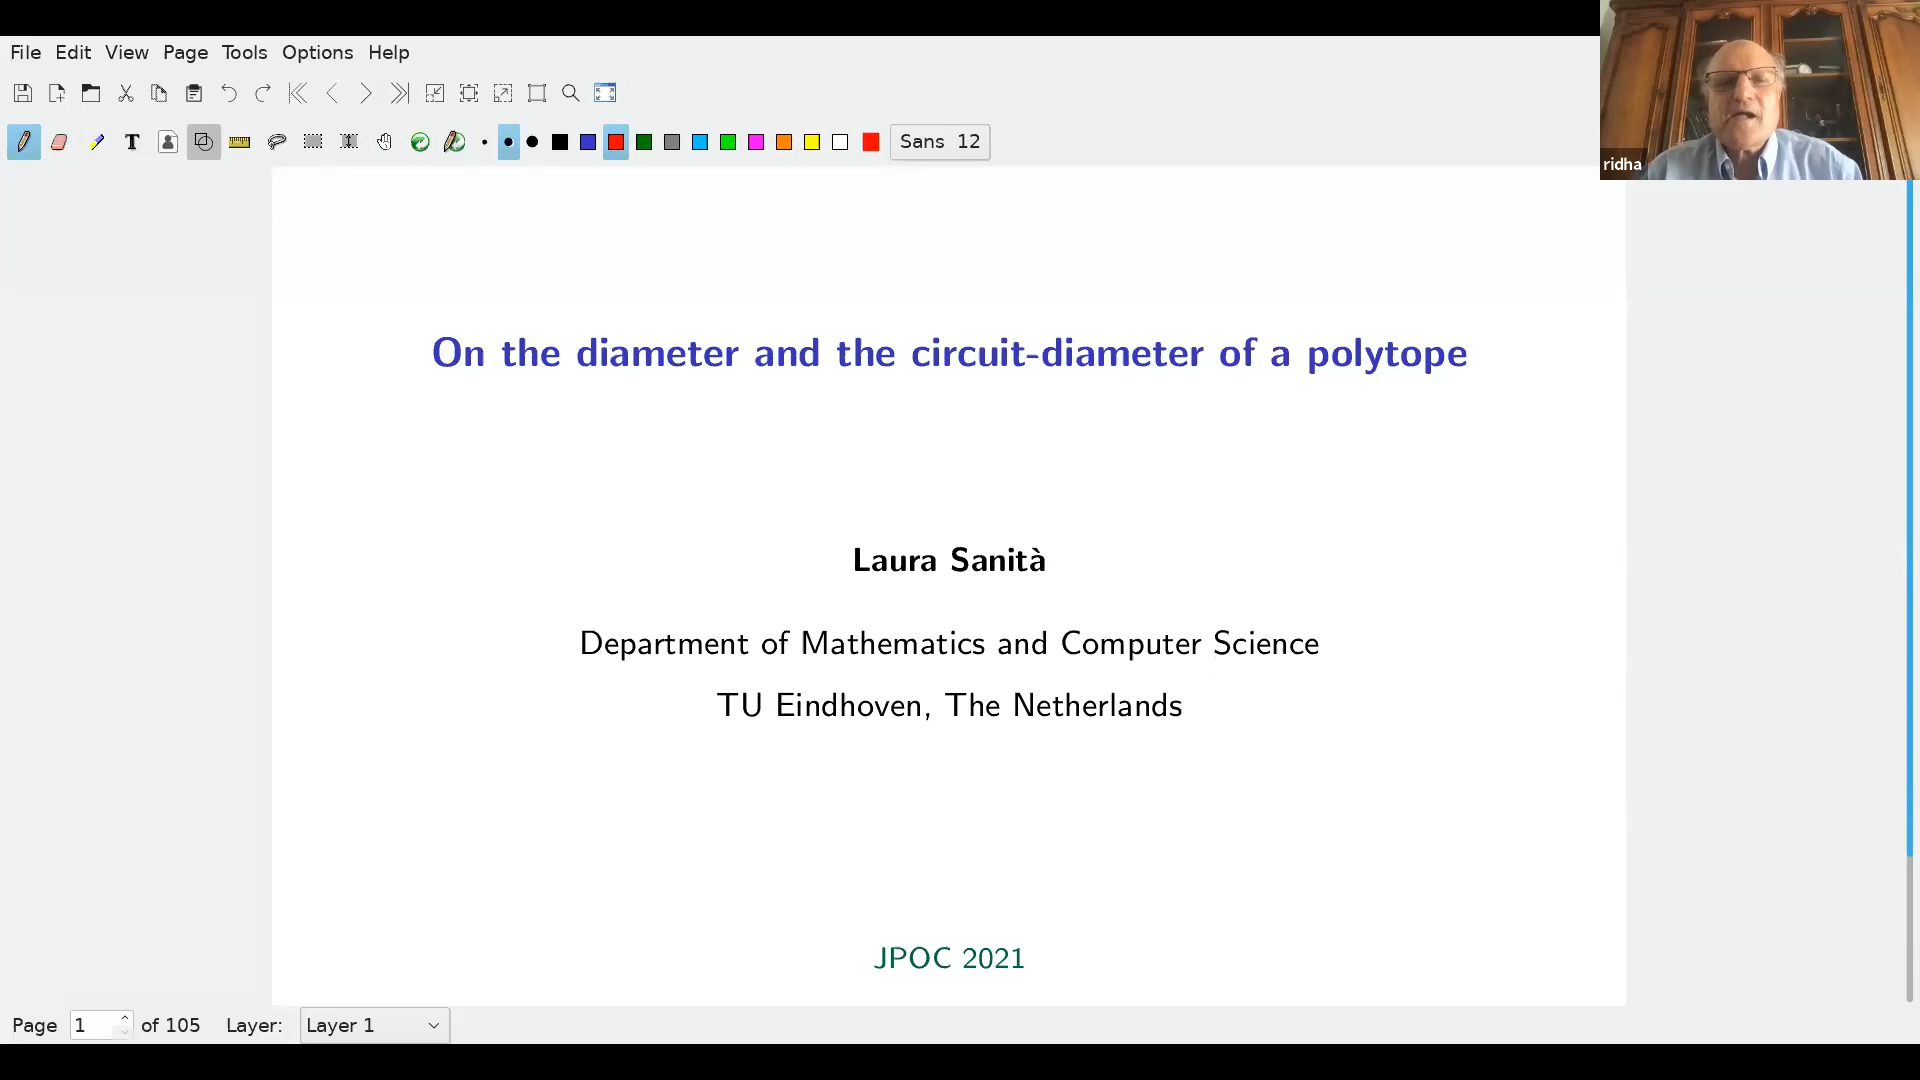 File Edit View Page Tools Options Help
T
Sans 12
ridha
On the diameter and the circuit-diameter of a polytope
Laura Sanità
Department of Mathematics and Computer Science
TU Eindhoven, The Netherlands
JPOC 2021
Page 1 of 105 Layer: Layer 1